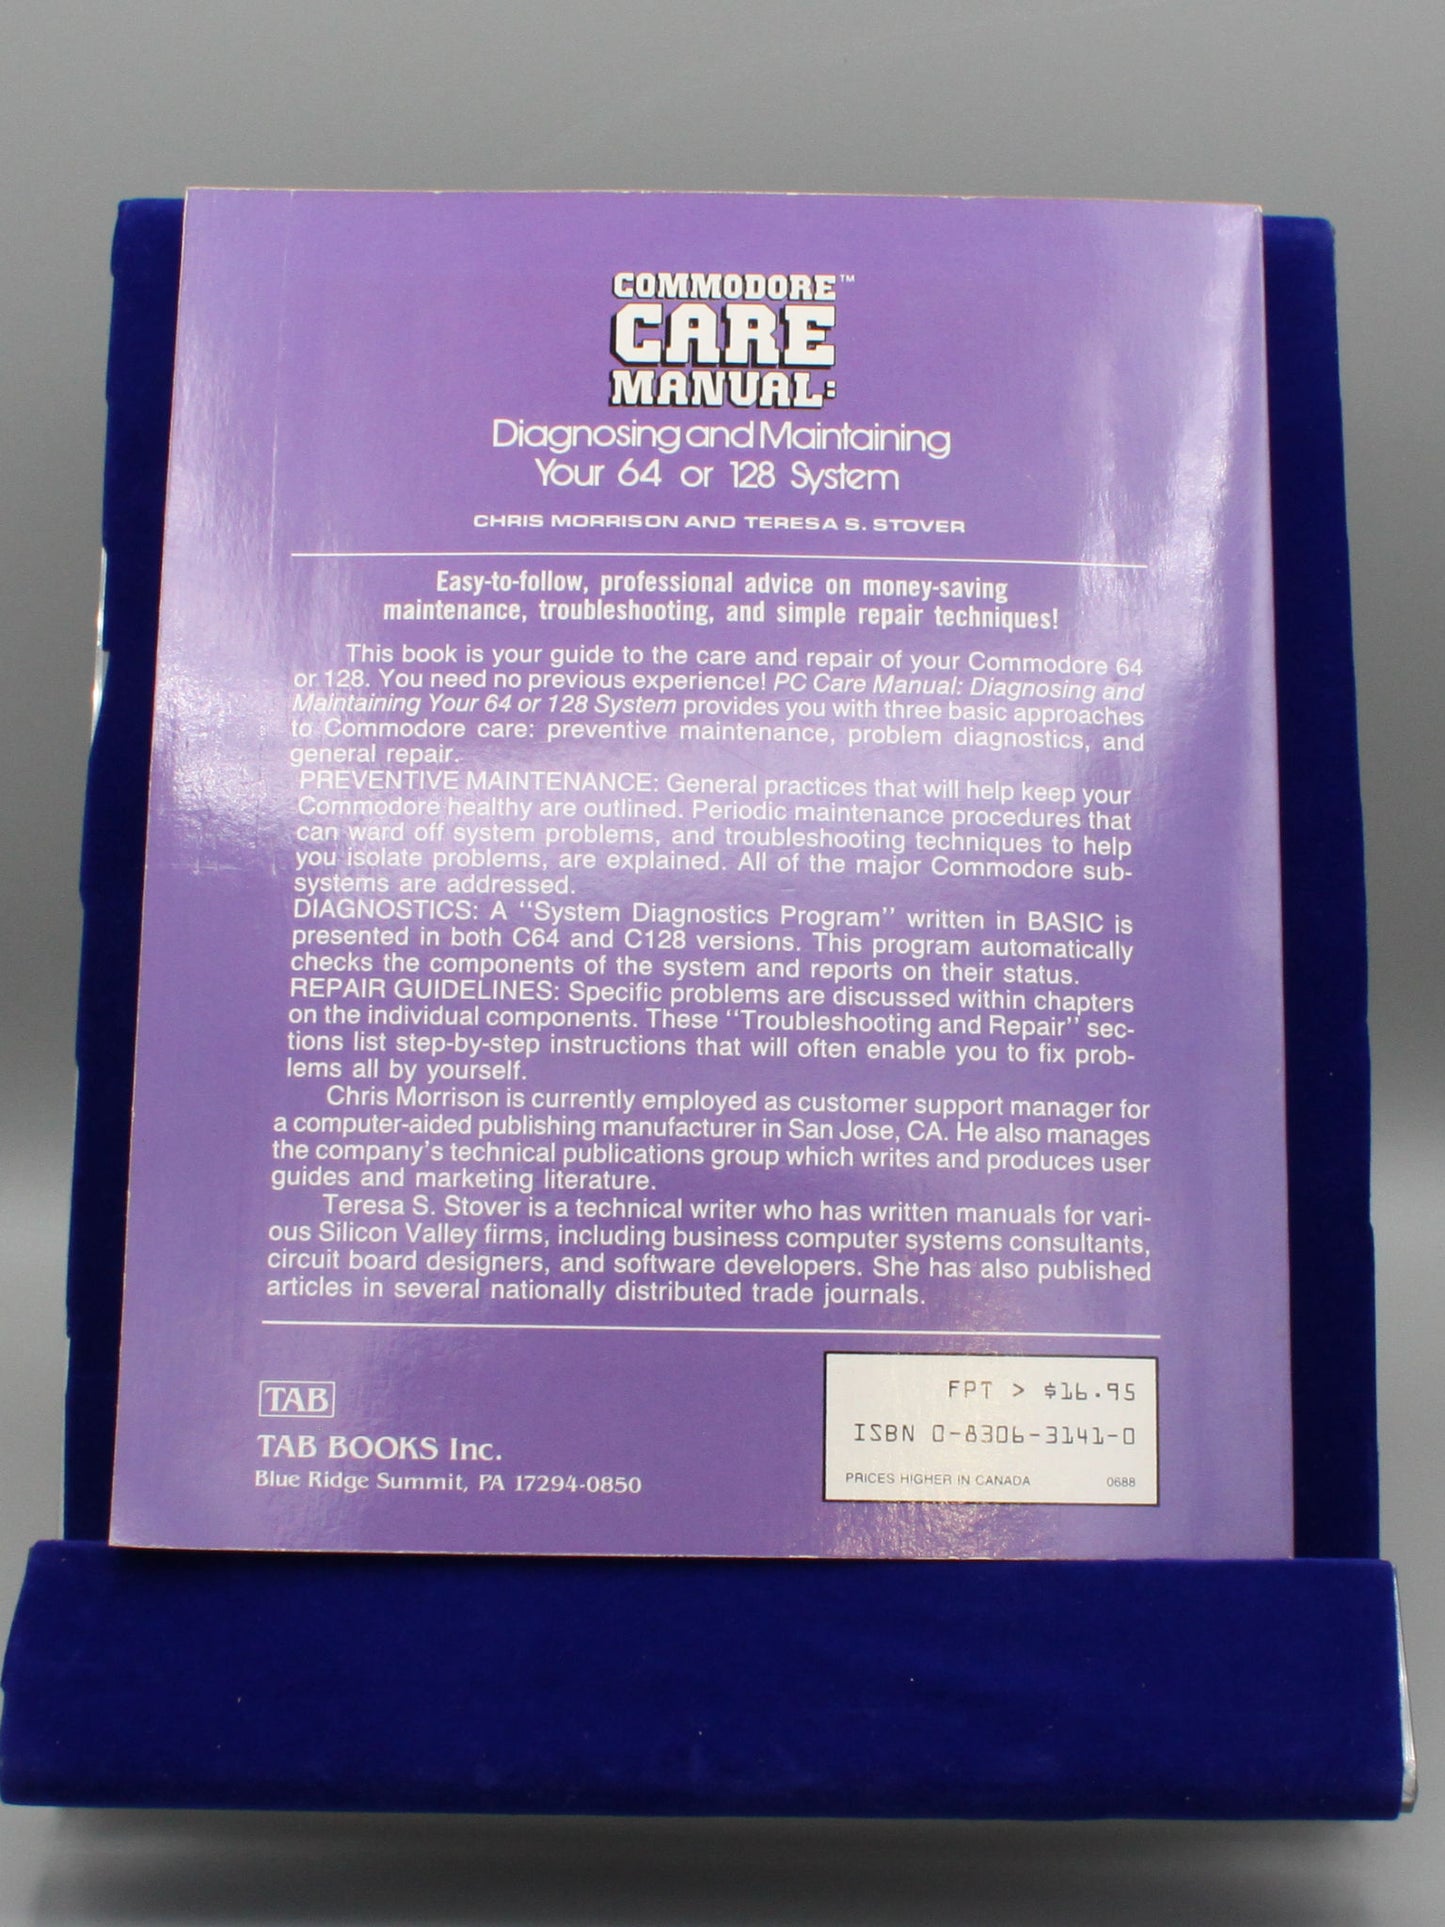 COMMODORE™
CARE
MANUAL:
Diagnosing and Maintaining
Your 64 or 128 System
CHRIS MORRISON AND TERESA S. STOVER
Easy-to-follow, professional advice on money-saving
maintenance, troubleshooting, and simple repair techniques!
This book is your guide to the care and repair of your Commodore 64
or 128. You need no previous experience! PC Care Manual: Diagnosing and
Maintaining Your 64 or 128 System provides you with three basic approaches
to Commodore care: preventive maintenance, problem diagnostics, and
general repair.
PREVENTIVE MAINTENANCE: General practices that will help keep your
Commodore healthy are outlined. Periodic maintenance procedures that
can ward off system problems, and troubleshooting techniques to help
you isolate problems, are explained. All of the major Commodore sub-
systems are addressed.
DIAGNOSTICS: A ‘‘System Diagnostics Program’’ written in BASIC is
presented in both C64 and C128 versions. This program automatically
checks the components of the system and reports on their status.
REPAIR GUIDELINES: Specific problems are discussed within chapters
on the individual components. These ‘‘Troubleshooting and Repair’’ sec-
tions list step-by-step instructions that will often enable you to fix prob-
lems all by yourself.
Chris Morrison is currently employed as customer support manager for
a computer-aided publishing manufacturer in San Jose, CA. He also manages
the company's technical publications group which writes and produces user
guides and marketing literature.
Teresa S. Stover is a technical writer who has written manuals for vari-
ous Silicon Valley firms, including business computer systems consultants,
circuit board designers, and software developers. She has also published
articles in several nationally distributed trade journals.
TAB
TAB BOOKS Inc.
Blue Ridge Summit, PA 17294-0850
FPT > $16.95
ISBN 0-8306-3141-0
PRICES HIGHER IN CANADA 0688